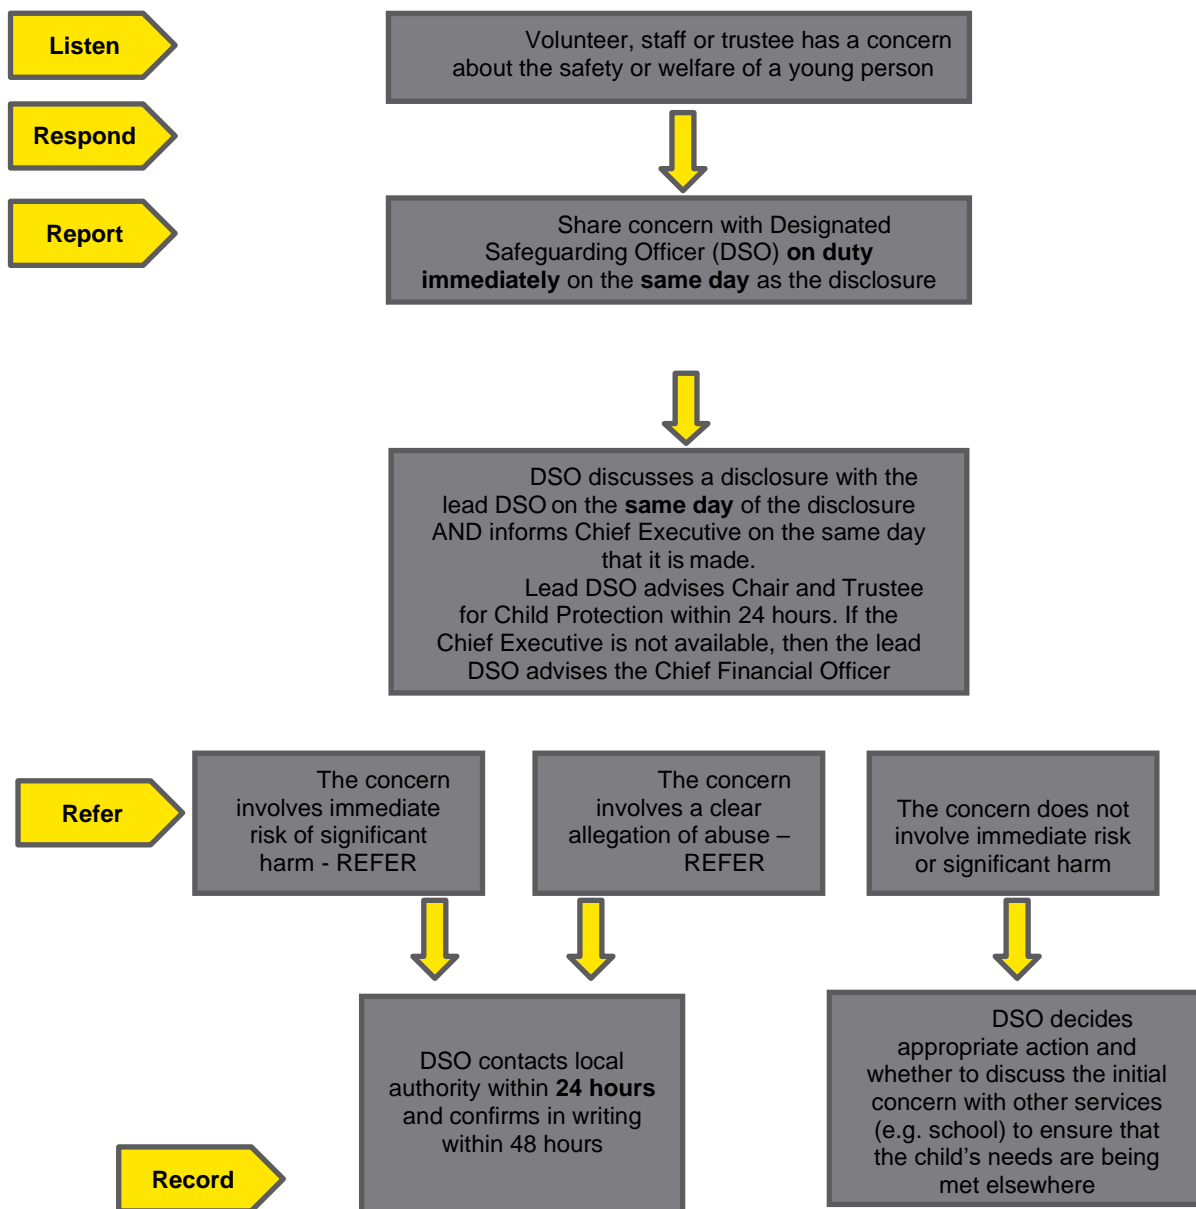 Listen
Volunteer, staff or trustee has a concern
about the safety or welfare of a young person
Respond
Report
Share concern with Designated
Safeguarding Officer (DSO) on duty
immediately on the same day as the disclosure
DSO discusses a disclosure with the
lead DSO on the same day of the disclosure
AND informs Chief Executive on the same day
that it is made.
Lead DSO advises Chair and Trustee
for Child Protection within 24 hours. If the
Chief Executive is not available, then the lead
DSO advises the Chief Financial Officer
Refer
The concern
involves immediate
risk of significant
harm - REFER
The concern
involves a clear
allegation of abuse –
REFER
The concern does not
involve immediate risk
or significant harm
DSO contacts local
authority within 24 hours
and confirms in writing
within 48 hours
DSO decides
appropriate action and
whether to discuss the initial
concern with other services
(e.g. school) to ensure that
the child’s needs are being
met elsewhere
Record